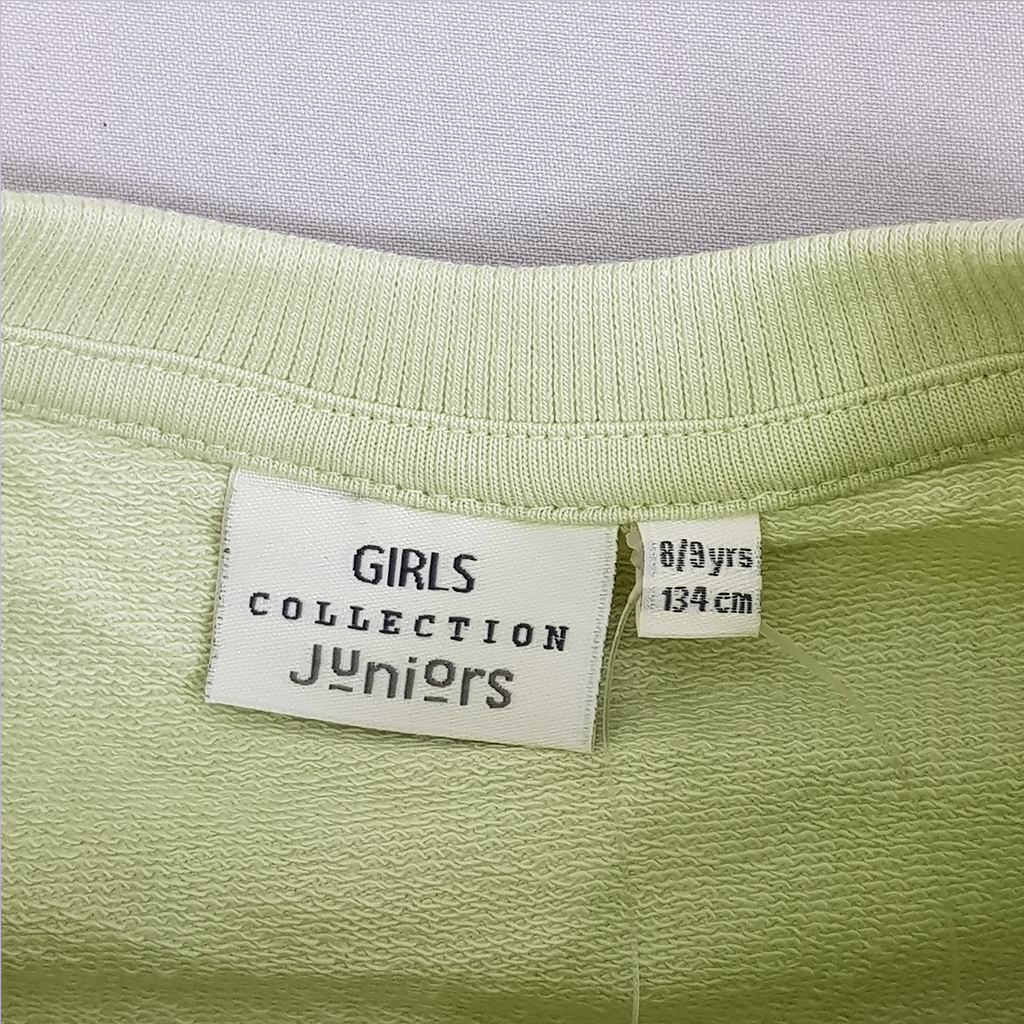 GIRLS
COLLECTION
Juniors
8/9 yrs
134 cm